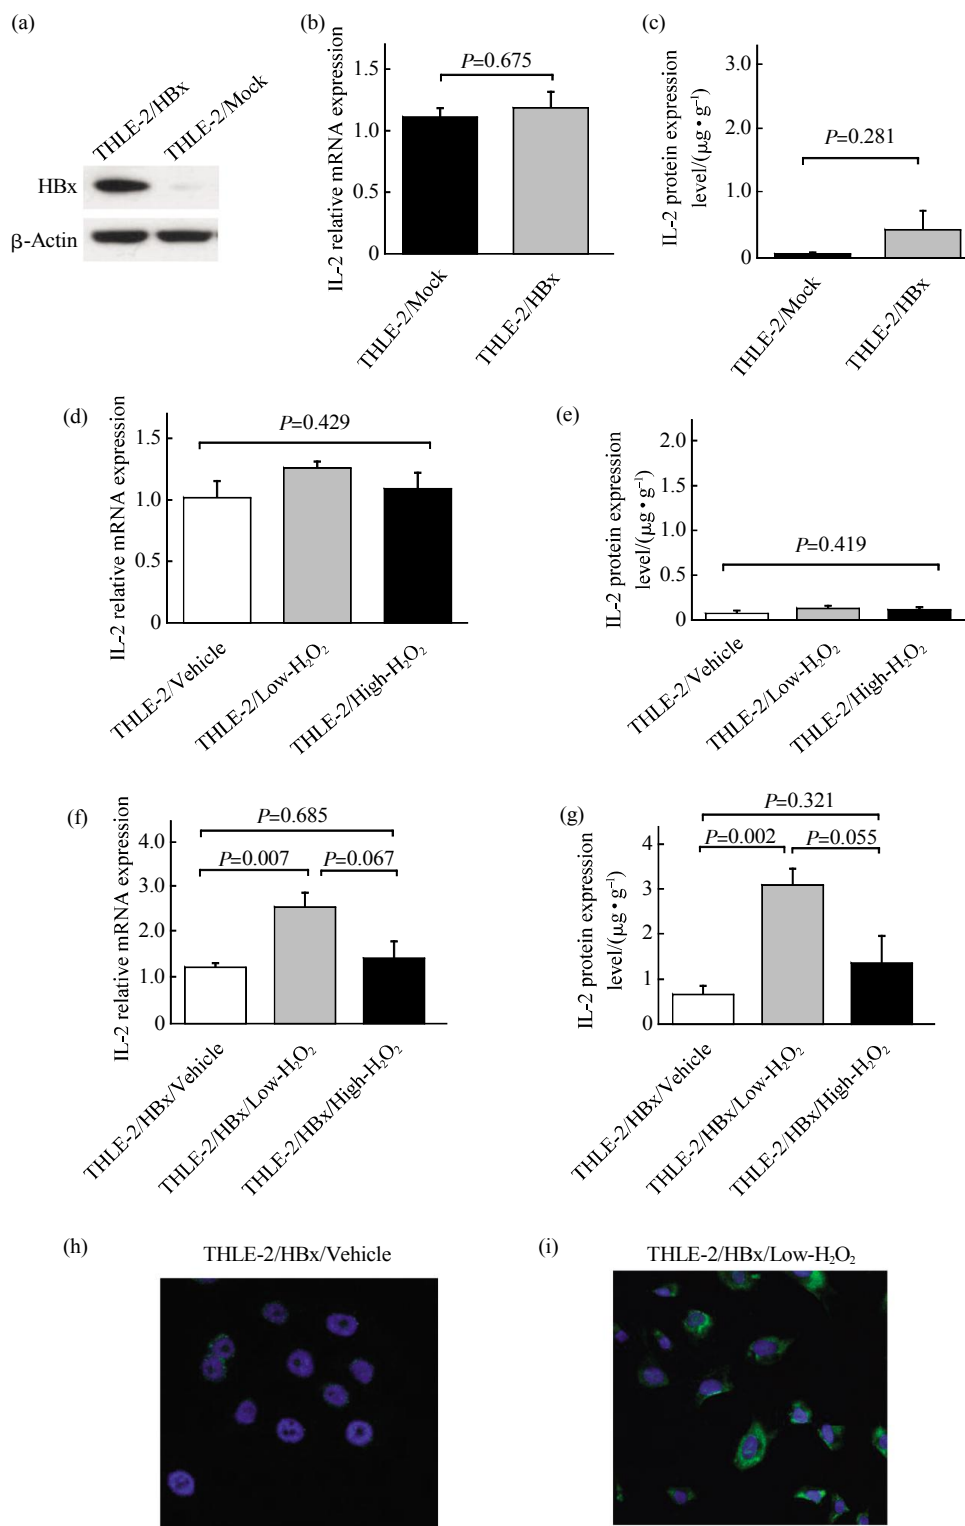 (a)
THLE-2/HBx
THLE-2/Mock
HBx
β-Actin
(b)
IL-2 relative mRNA expression
P=0.675
1.5
1.0
0.5
0
THLE-2/Mock
THLE-2/HBx
(c)
IL-2 protein expression
level/(μg • g⁻¹)
3.0
2.0
1.0
0
P=0.281
THLE-2/Mock
THLE-2/HBx
(d)
IL-2 relative mRNA expression
P=0.429
1.5
1.0
0.5
0
THLE-2/Vehicle
THLE-2/Low-H₂O₂
THLE-2/High-H₂O₂
(e)
IL-2 protein expression
level/(μg • g⁻¹)
2.0
1.5
1.0
0.5
0
P=0.419
THLE-2/Vehicle
THLE-2/Low-H₂O₂
THLE-2/High-H₂O₂
(f)
IL-2 relative mRNA expression
P=0.685
P=0.007
P=0.067
4.0
3.0
2.0
1.0
0
THLE-2/HBx/Vehicle
THLE-2/HBx/Low-H₂O₂
THLE-2/HBx/High-H₂O₂
(g)
IL-2 protein expression
level/(μg • g⁻¹)
P=0.321
P=0.002
P=0.055
4
3
2
1
0
THLE-2/HBx/Vehicle
THLE-2/HBx/Low-H₂O₂
THLE-2/HBx/High-H₂O₂
(h)
THLE-2/HBx/Vehicle
(i)
THLE-2/HBx/Low-H₂O₂